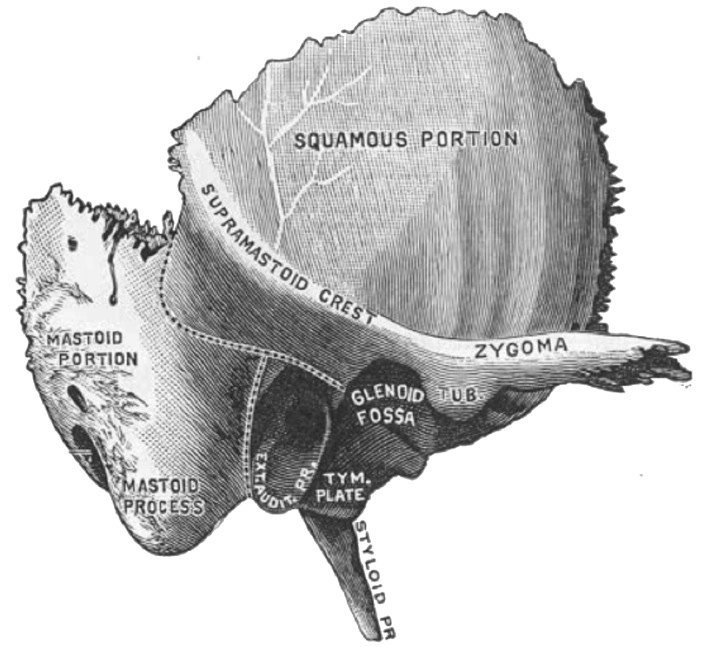 SQUAMOUS PORTION
SUPRAMASTOID CREST
ZYGOMA
MASTOID
PORTION
GLENOID
FOSSA
TUB.
EXT. AUDIT. PR.
TYM.
PLATE
MASTOID
PROCESS
STYLOID PR